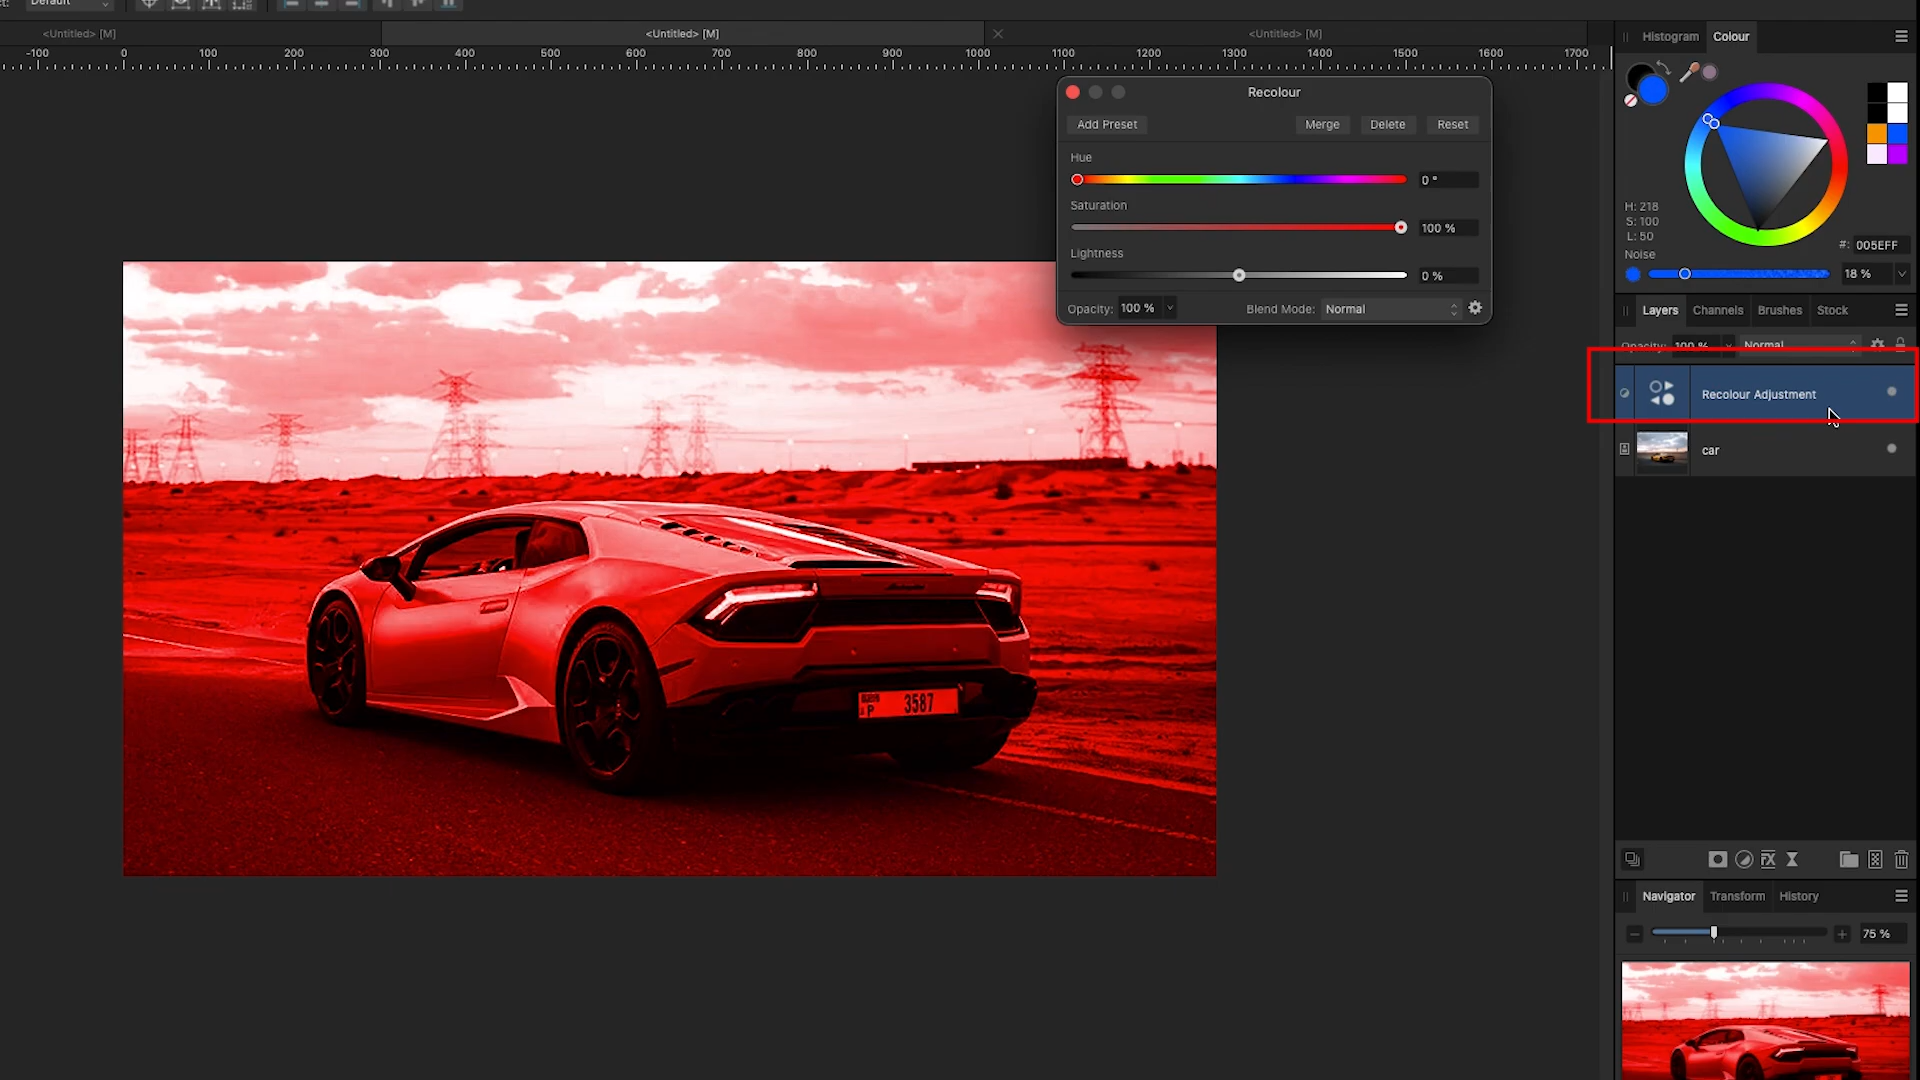 Default
<Untitled> [M]
<Untitled> [M]
<Untitled> [M]
-100 0 100 200 300 400 500 600 700 800 900 1000 1100 1200 1300 1400 1500 1600 1700
Recolour
Add Preset Merge Delete Reset
Hue
0 °
Saturation
100 %
Lightness
0 %
Opacity: 100 % Blend Mode: Normal
3587
P
Histogram Colour
H: 218
S: 100
L: 50
#: 005EFF
Noise
18 %
Layers Channels Brushes Stock
Opacity: 100 % Normal
Recolour Adjustment
car
FX
Navigator Transform History
75 %